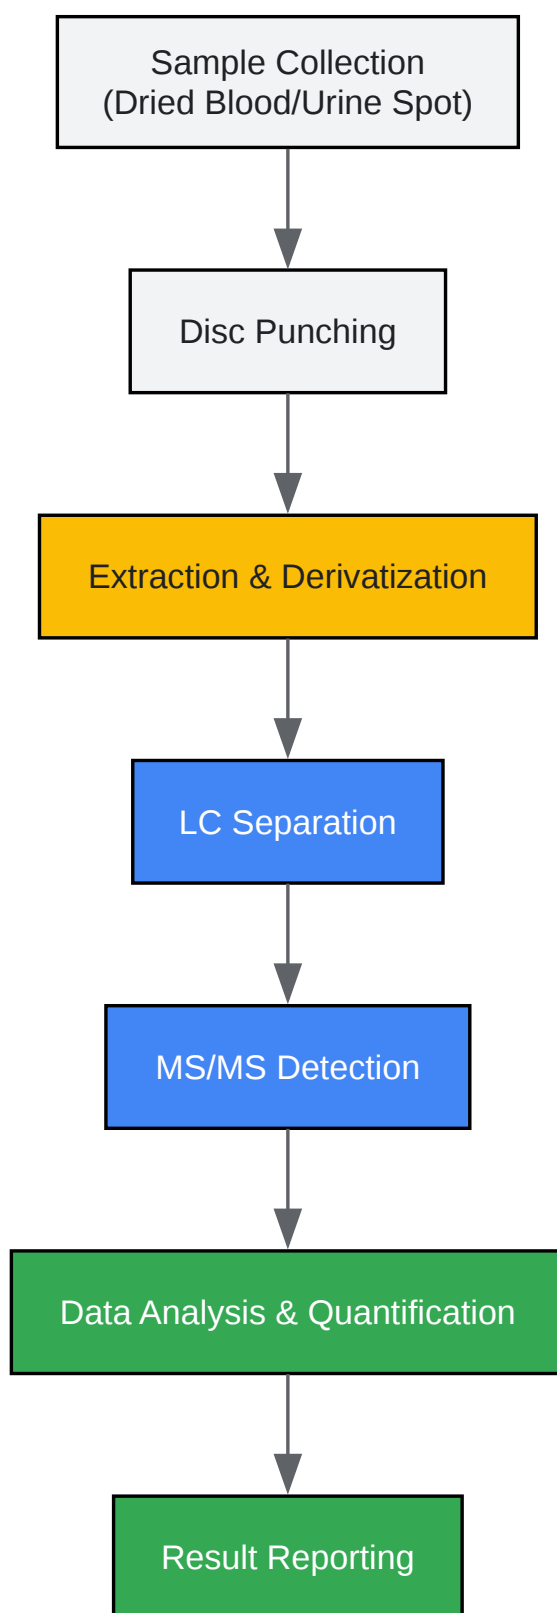 Sample Collection
(Dried Blood/Urine Spot)
Disc Punching
Extraction & Derivatization
LC Separation
MS/MS Detection
Data Analysis & Quantification
Result Reporting